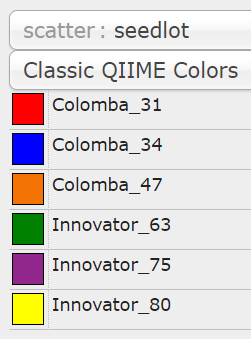 scatter: seedlot
Classic QIIME Colors
Colomba_31
Colomba_34
Colomba_47
Innovator_63
Innovator_75
Innovator_80